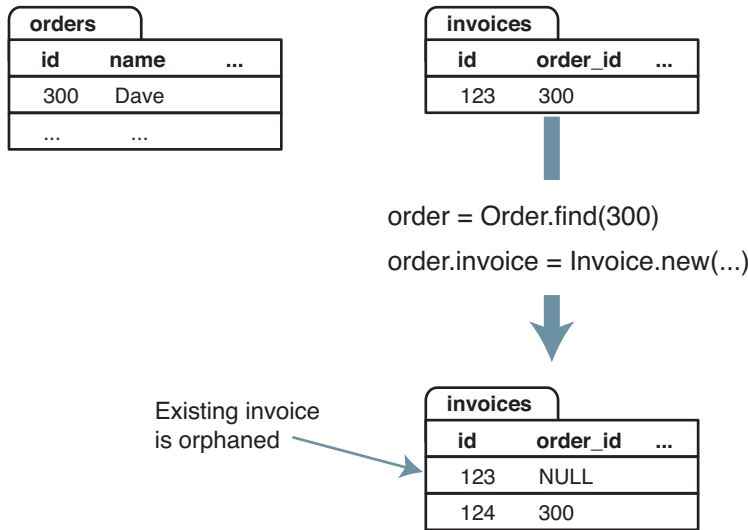 orders
id name ...
300 Dave
... ...
invoices
id order_id ...
123 300
order = Order.find(300)
order.invoice = Invoice.new(...)
Existing invoice
is orphaned
invoices
id order_id ...
123 NULL
124 300